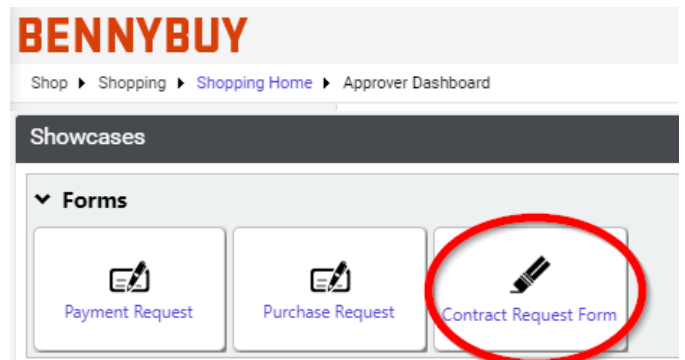 BENNYBUY
Shop ▸ Shopping ▸ Shopping Home ▸ Approver Dashboard
Showcases
Forms
Payment Request
Purchase Request
Contract Request Form